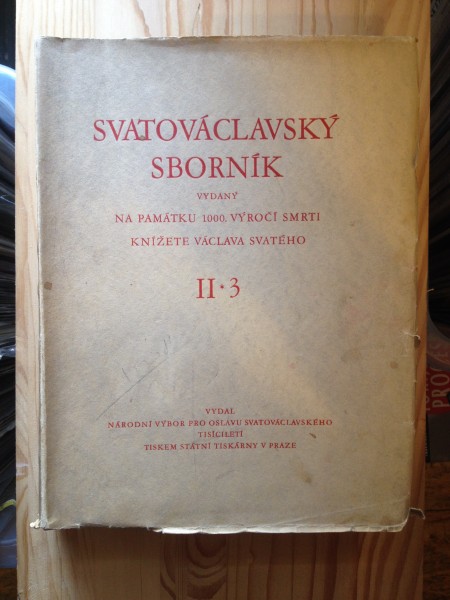 SVATOVÁCLAVSKÝ
SBORNÍK
VYDANÝ
NA PAMÁTKU 1000. VÝROČÍ SMRTI
KNÍŽETE VÁCLAVA SVATÉHO
II·3
VYDAL
NÁRODNÍ VÝBOR PRO OSLAVU SVATOVÁCLAVSKÉHO
TISÍCILETÍ
TISKEM STÁTNÍ TISKÁRNY V PRAZE